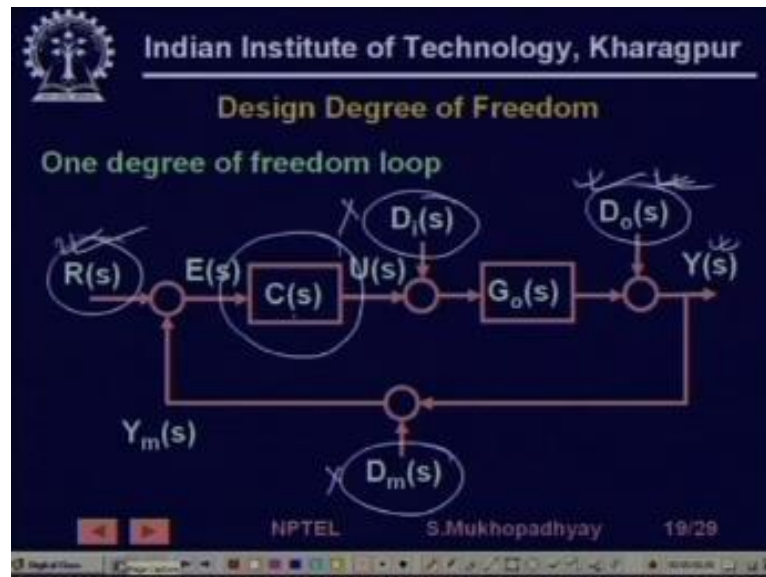 Indian Institute of Technology, Kharagpur
Design Degree of Freedom
One degree of freedom loop
R(s) E(s) C(s) U(s) Dᵢ(s) Gₒ(s) Dₒ(s) Y(s)
Yₘ(s)
Dₘ(s)
NPTEL S.Mukhopadhyay 19/29